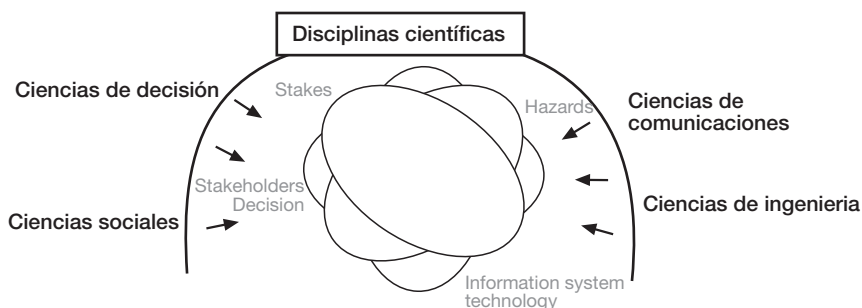 Disciplinas científicas
Ciencias de decisión
Stakes
Hazards
Ciencias de
comunicaciones
Stakeholders
Decision
Ciencias sociales
Ciencias de ingenieria
Information system
technology